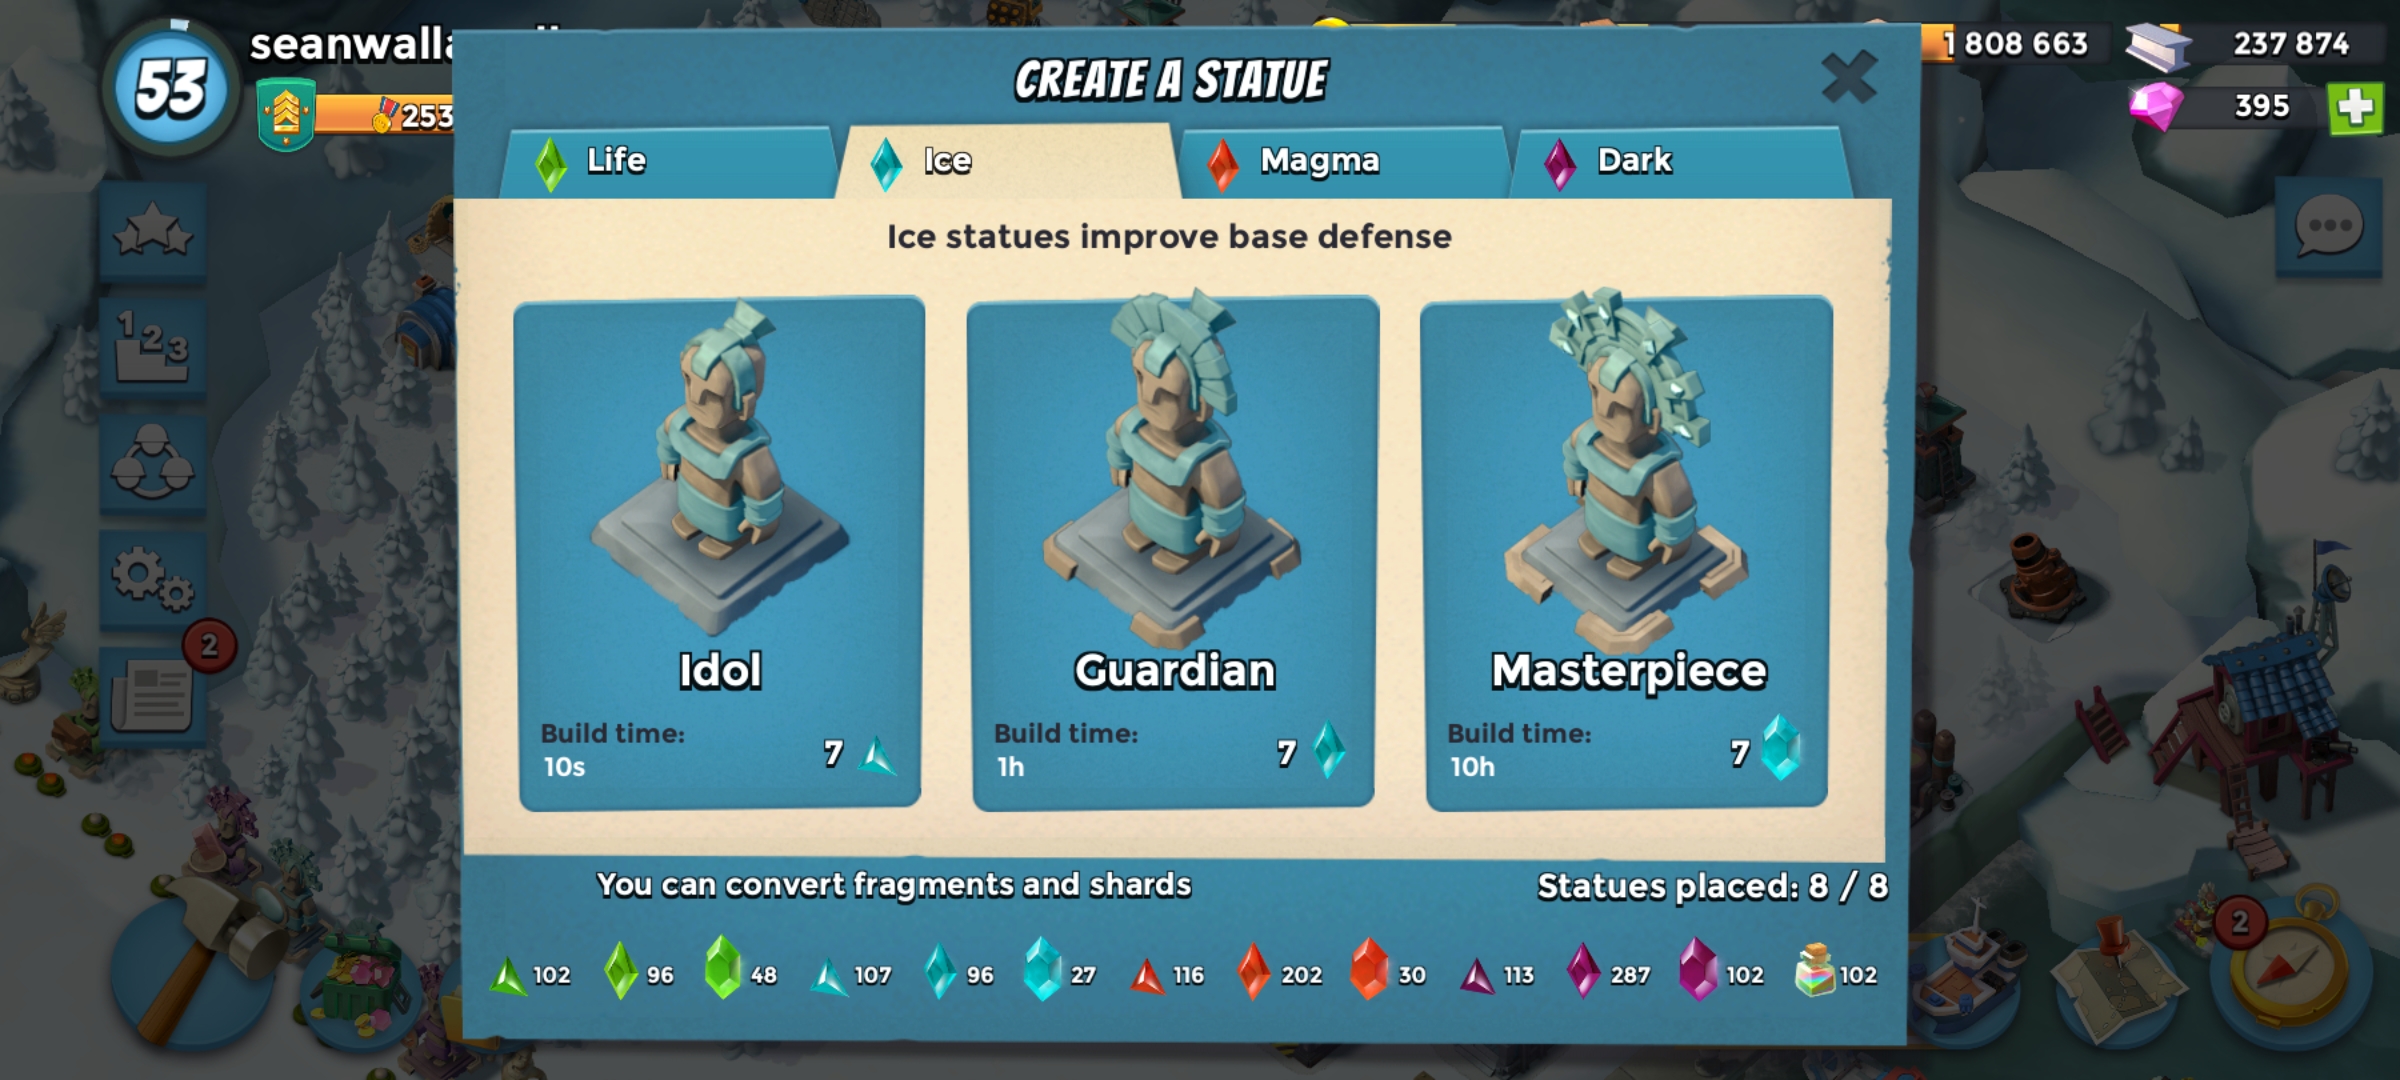 53
253
CREATE A STATUE
1 808 663
237 874
395
Life
Ice
Magma
Dark
Ice statues improve base defense
1 2 3
2
Idol
Build time:
10s
7
Guardian
Build time:
1h
7
Masterpiece
Build time:
10h
7
You can convert fragments and shards
Statues placed: 8 / 8
2
102
96
48
107
96
27
116
202
30
113
287
102
102